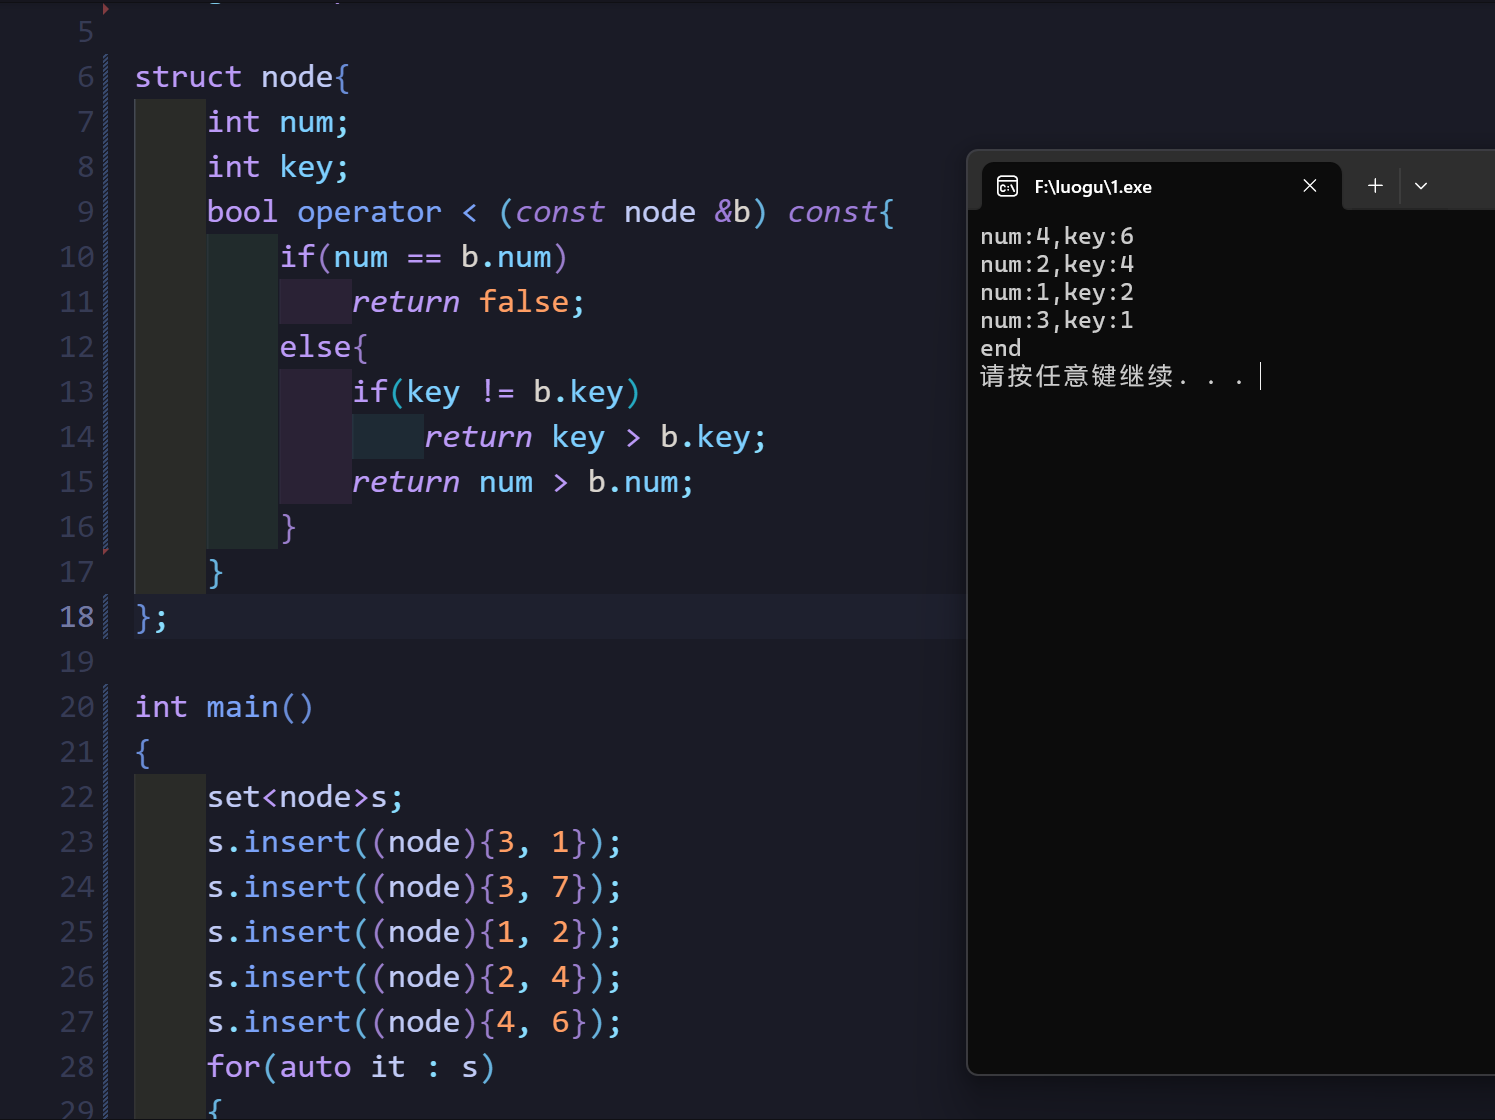 5
6 struct node{
7 int num;
8 int key;
9 bool operator < (const node &b) const{
10 if(num == b.num)
11 return false;
12 else{
13 if(key != b.key)
14 return key > b.key;
15 return num > b.num;
16 }
17 }
18 };
19
20 int main()
21 {
22 set<node>s;
23 s.insert((node){3, 1});
24 s.insert((node){3, 7});
25 s.insert((node){1, 2});
26 s.insert((node){2, 4});
27 s.insert((node){4, 6});
28 for(auto it : s)
29 {
F:\luogu\1.exe
num:4,key:6
num:2,key:4
num:1,key:2
num:3,key:1
end
请按任意键继续. . .